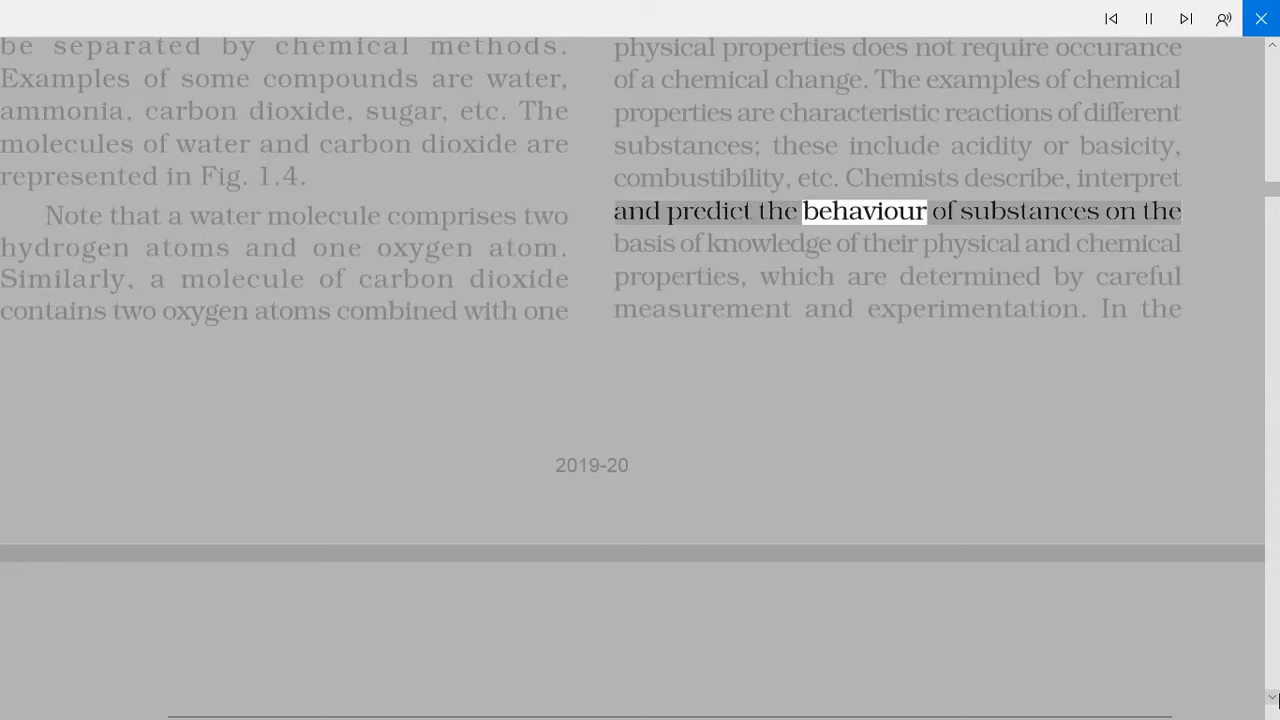 be separated by chemical methods.
Examples of some compounds are water,
ammonia, carbon dioxide, sugar, etc. The
molecules of water and carbon dioxide are
represented in Fig. 1.4.
Note that a water molecule comprises two
hydrogen atoms and one oxygen atom.
Similarly, a molecule of carbon dioxide
contains two oxygen atoms combined with one
physical properties does not require occurance
of a chemical change. The examples of chemical
properties are characteristic reactions of different
substances; these include acidity or basicity,
combustibility, etc. Chemists describe, interpret
and predict the behaviour of substances on the
basis of knowledge of their physical and chemical
properties, which are determined by careful
measurement and experimentation. In the
2019-20